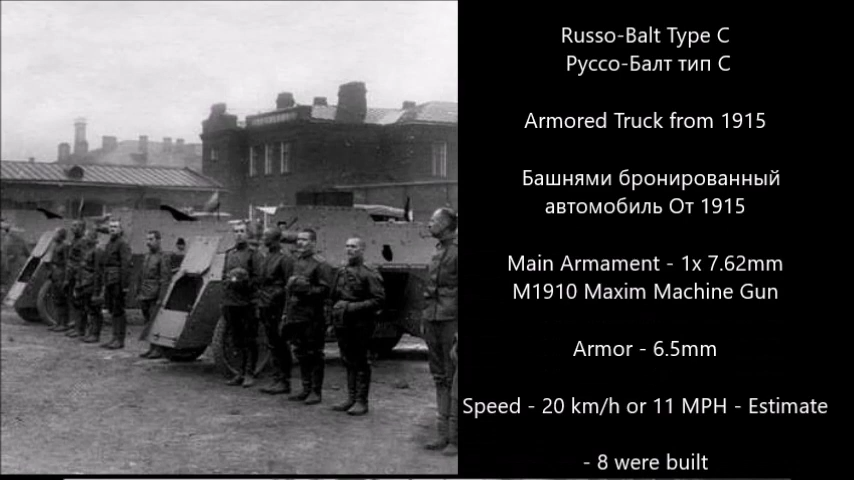 Russo-Balt Type C
Руссо-Балт тип С
Armored Truck from 1915
Башнями бронированный
автомобиль От 1915
Main Armament - 1x 7.62mm
M1910 Maxim Machine Gun
Armor - 6.5mm
Speed - 20 km/h or 11 MPH - Estimate
- 8 were built